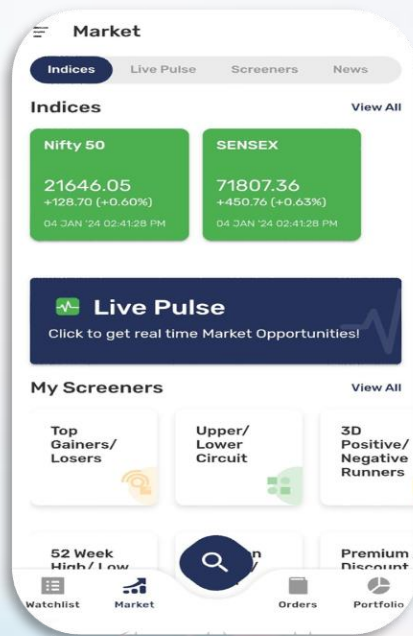 Market
Indices Live Pulse Screeners News
Indices View All
Nifty 50
21646.05
+128.70 (+0.60%)
04 JAN '24 02:41:28 PM
SENSEX
71807.36
+450.76 (+0.63%)
04 JAN '24 02:41:28 PM
Live Pulse
Click to get real time Market Opportunities!
My Screeners View All
Top
Gainers/
Losers
Upper/
Lower
Circuit
3D
Positive/
Negative
Runners
52 Week
High/ Low
Premium
Discount
Watchlist Market Orders Portfolio